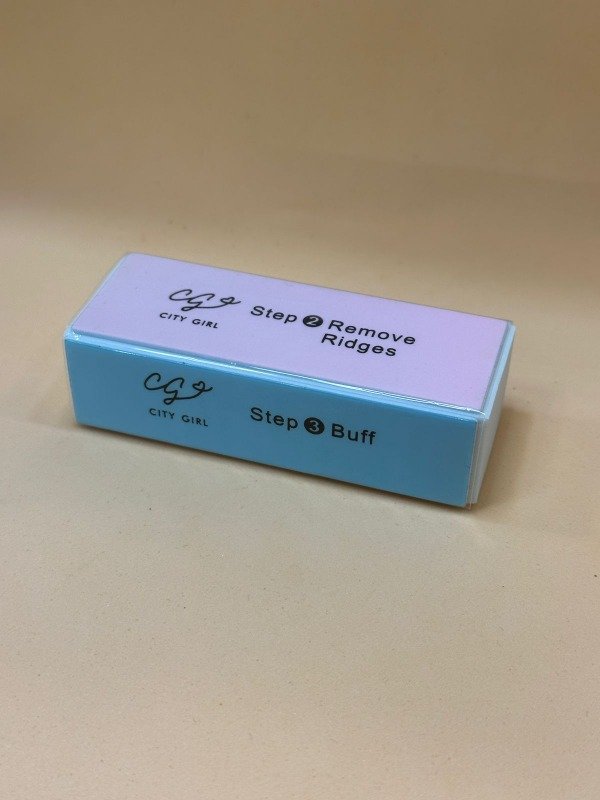 CG
CITY GIRL
Step 2 Remove
Ridges
CG
CITY GIRL
Step 3 Buff